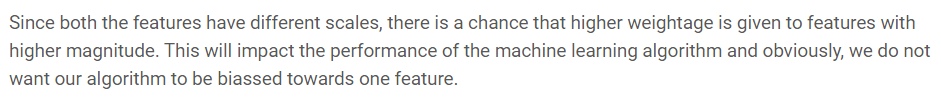 Since both the features have different scales, there is a chance that higher weightage is given to features with
higher magnitude. This will impact the performance of the machine learning algorithm and obviously, we do not
want our algorithm to be biassed towards one feature.